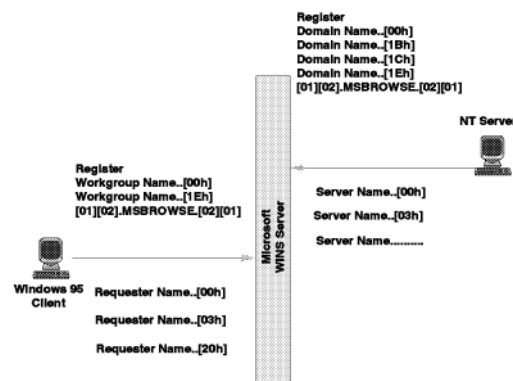 Register
Domain Name..[00h]
Domain Name..[1Bh]
Domain Name..[1Ch]
Domain Name..[1Eh]
[01][02].MSBROWSE.[02][01]
NT Server
Register
Workgroup Name..[00h]
Workgroup Name..[1Eh]
[01][02].MSBROWSE.[02][01]
Server Name..[00h]
Server Name..[03h]
Server Name..........
Microsoft
WINS Server
Windows 95
Client
Requester Name..[00h]
Requester Name..[03h]
Requester Name..[20h]